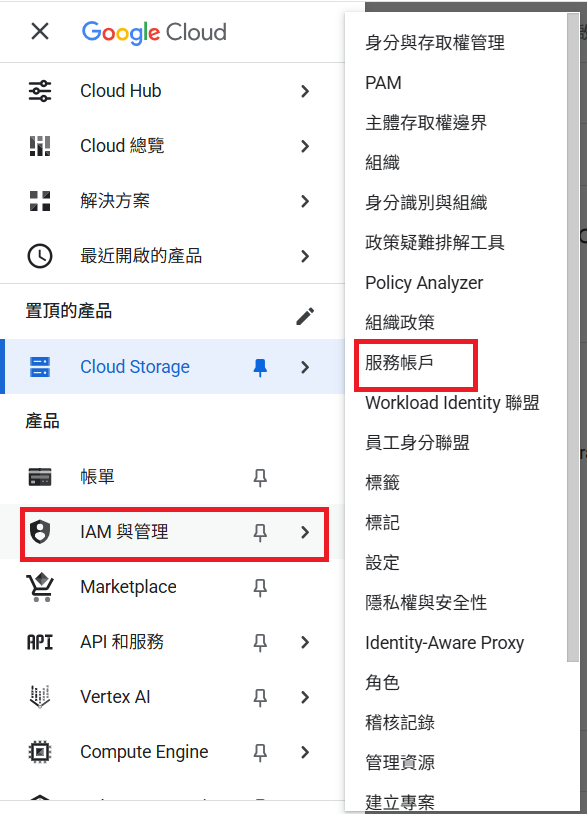 Google Cloud
Cloud Hub
Cloud 總覽
解決方案
最近開啟的產品
置頂的產品
Cloud Storage
產品
帳單
IAM 與管理
Marketplace
API 和服務
Vertex AI
Compute Engine
身分與存取權管理
PAM
主體存取權邊界
組織
身分識別與組織
政策疑難排解工具
Policy Analyzer
組織政策
服務帳戶
Workload Identity 聯盟
員工身分聯盟
標籤
標記
設定
隱私權與安全性
Identity-Aware Proxy
角色
稽核記錄
管理資源
建立專案